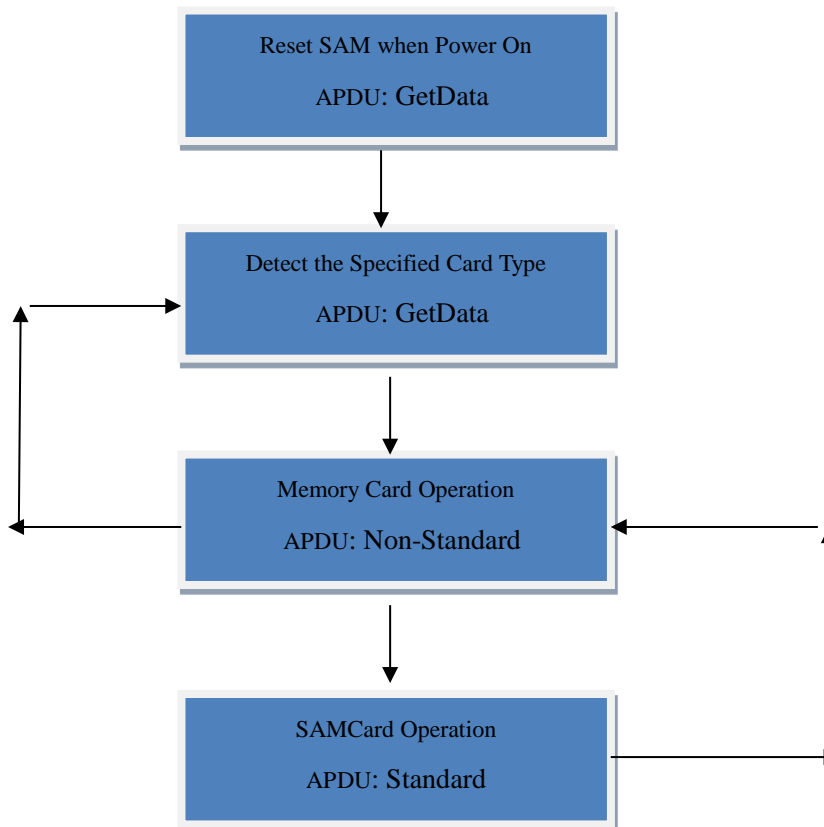 Reset SAM when Power On
APDU: GetData
Detect the Specified Card Type
APDU: GetData
Memory Card Operation
APDU: Non-Standard
SAMCard Operation
APDU: Standard